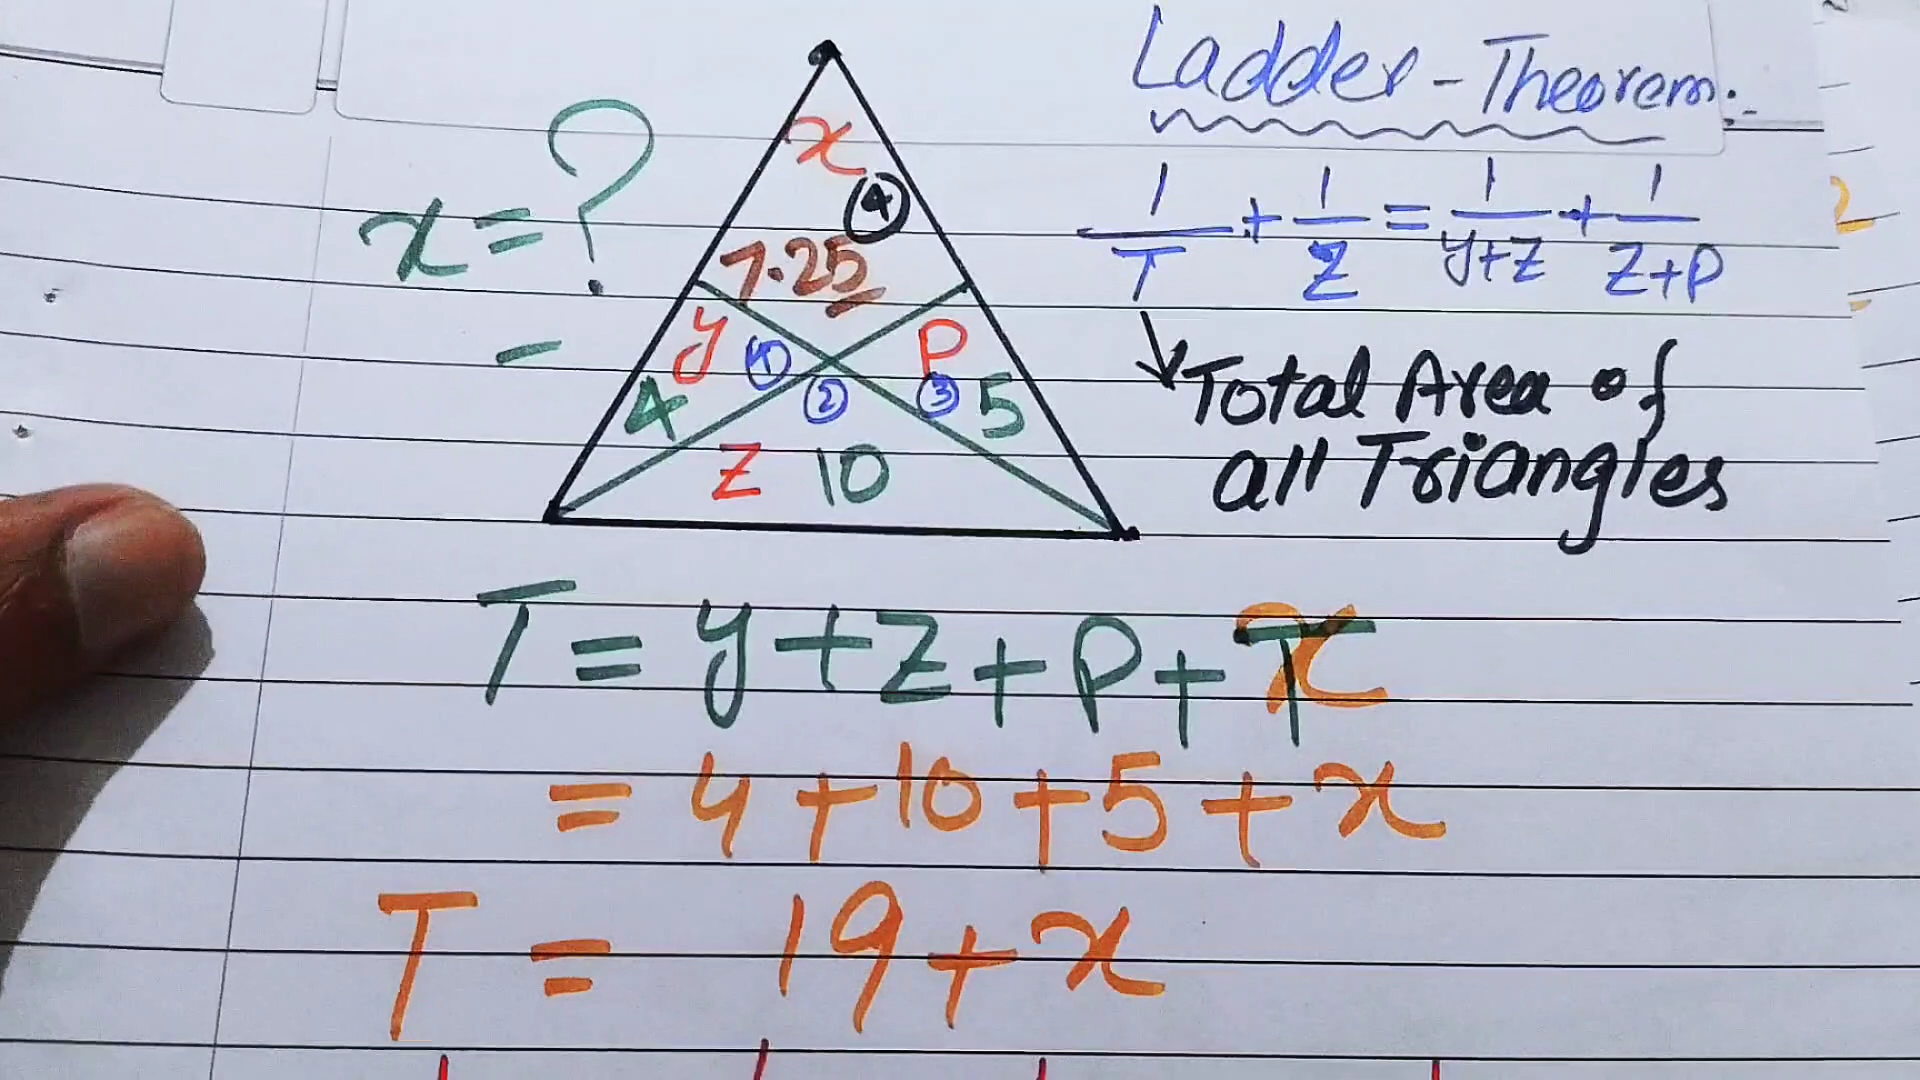 Ladder-Theorem:-
x = ?
1/T + 1/Z = 1/y+z + 1/Z+P
x
④
7.25
y ① P
② ③
4 5
Z 10
Total Area of
all Triangles
T = y+Z+P+x
= 4+10+5+x
T = 19+x